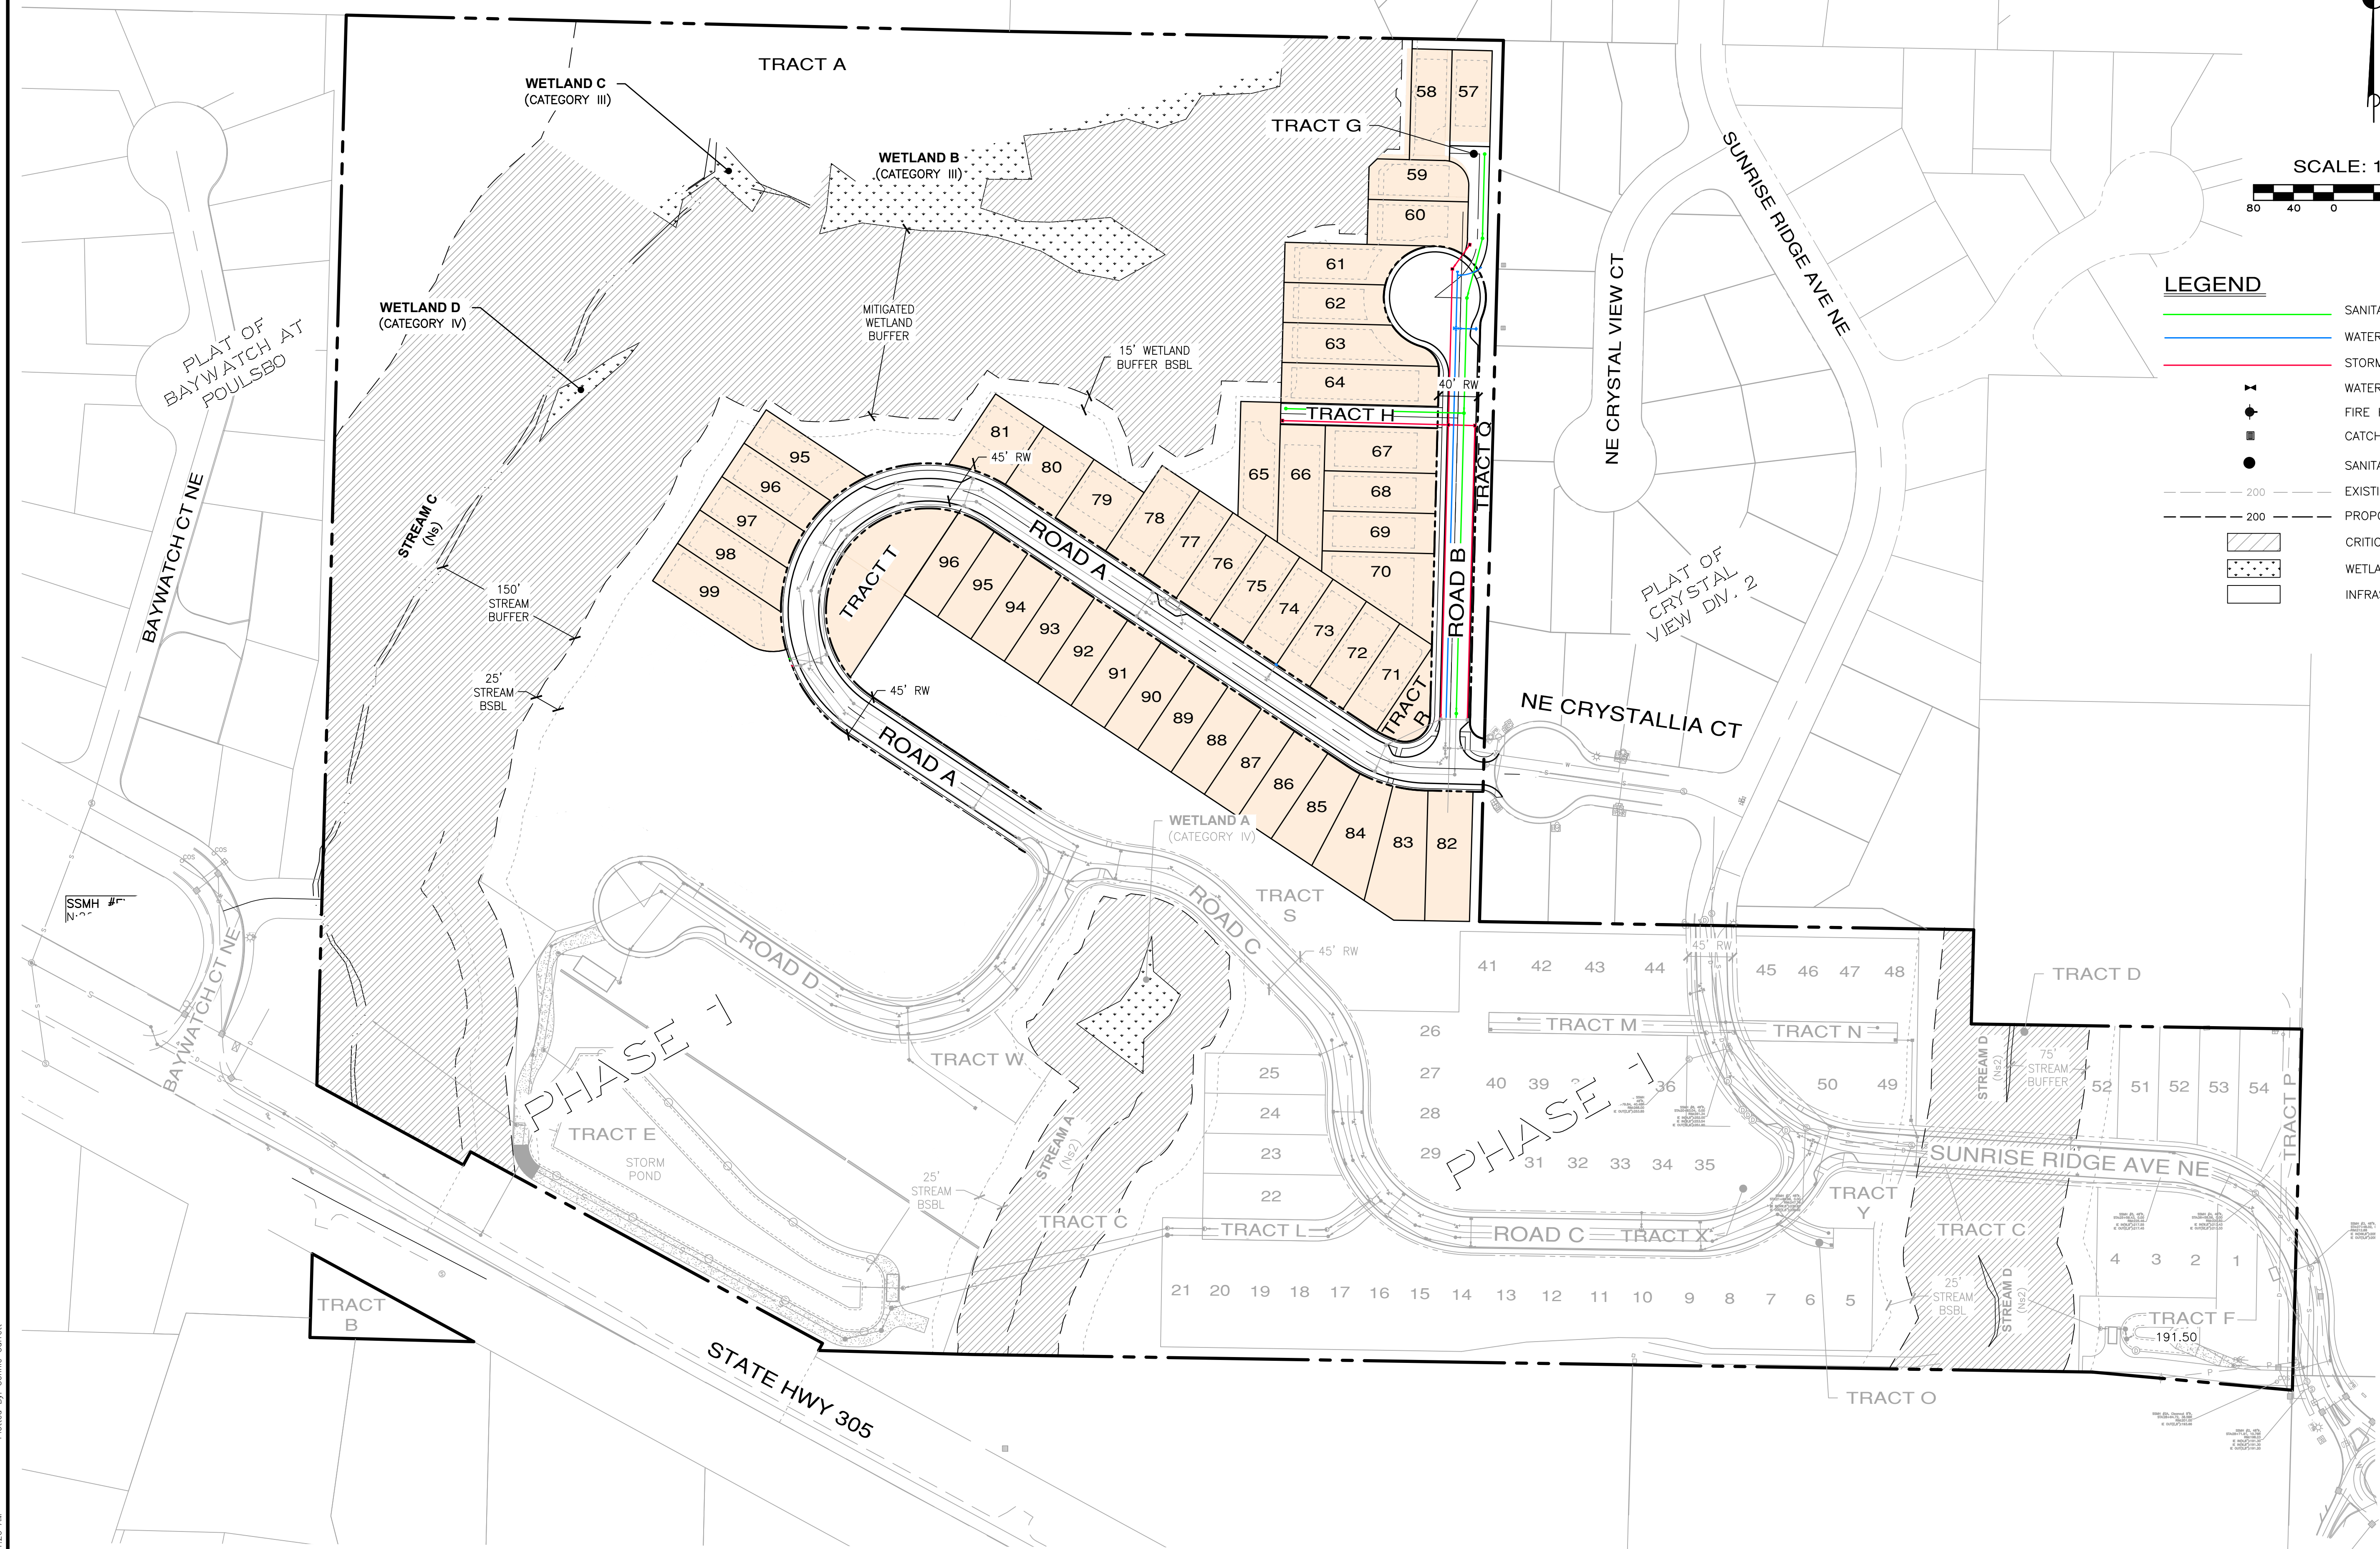 TRACT A
WETLAND C
(CATEGORY III)
WETLAND B
(CATEGORY III)
TRACT G
58
57
59
60
61
62
63
64
WETLAND D
(CATEGORY IV)
MITIGATED
WETLAND
BUFFER
15' WETLAND
BUFFER BSBL
40' RW
TRACT H
TRACT Q
PLAT OF
BAYWATCH AT
POULSBO
BAYWATCH CT NE
STREAM C
(Ns)
150'
STREAM
BUFFER
25'
STREAM
BSBL
NE CRYSTAL VIEW CT
SUNRISE RIDGE AVE NE
PLAT OF
CRYSTAL
VIEW DIV. 2
NE CRYSTALLIA CT
SCALE: 1
80
40
0
LEGEND
SANITA
WATER
STORM
WATER
FIRE
CATCH
SANITA
200
EXISTI
200
PROPO
CRITIC
WETLA
INFRA
95
96
97
98
99
81
80
79
78
77
76
75
74
73
72
71
65
66
67
68
69
70
45' RW
ROAD A
ROAD B
TRACT T
TRACT
R
96
95
94
93
92
91
90
89
88
87
86
85
84
83
82
45' RW
ROAD A
WETLAND A
(CATEGORY IV)
TRACT
S
ROAD C
45' RW
ROAD D
SSMH
BAYWATCH CT NE
PHASE - 1
TRACT W
TRACT E
STORM
POND
STREAM A
(Ns2)
25'
STREAM
BSBL
TRACT C
TRACT
B
STATE HWY 305
45' RW
41
42
43
44
45
46
47
48
TRACT M
TRACT N
26
27
28
29
25
24
23
22
40
39
36
50
49
PHASE - 1
31
32
33
34
35
TRACT L
ROAD C
TRACT X
TRACT
Y
21
20
19
18
17
16
15
14
13
12
11
10
9
8
7
6
5
TRACT O
TRACT D
STREAM D
(Ns2)
75'
STREAM
BUFFER
52
51
52
53
54
TRACT P
SUNRISE RIDGE AVE NE
TRACT C
25'
STREAM
BSBL
STREAM D
(Ns2)
4
3
2
1
TRACT F
191.50